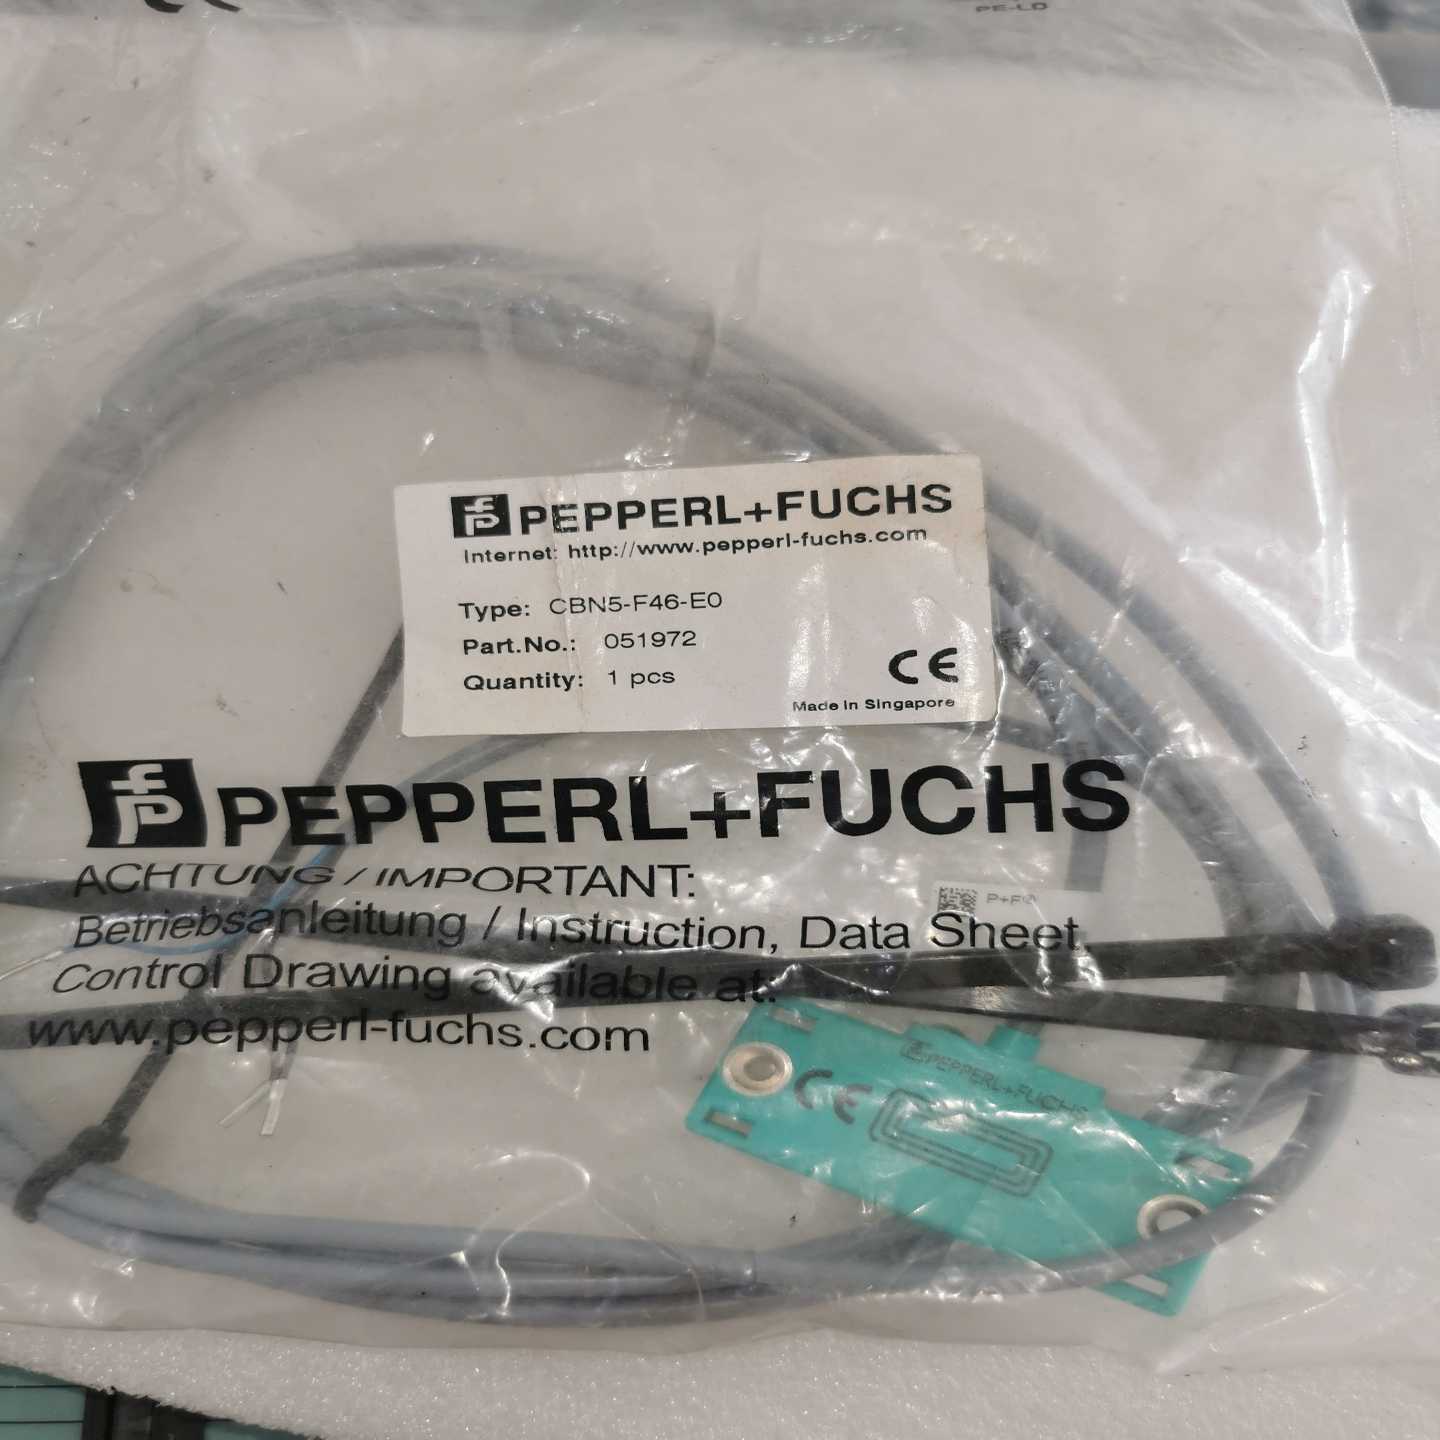 PE-LD
PEPPERL+FUCHS
Internet: http://www.pepperl-fuchs.com
Type: CBN5-F46-E0
Part.No.: 051972
Quantity: 1 pcs
CE
Made in Singapore
PEPPERL+FUCHS
ACHTUNG / IMPORTANT:
Betriebsanleitung / Instruction, Data Sheet,
Control Drawing available at:
www.pepperl-fuchs.com
P+F
PEPPERL+FUCHS
CE